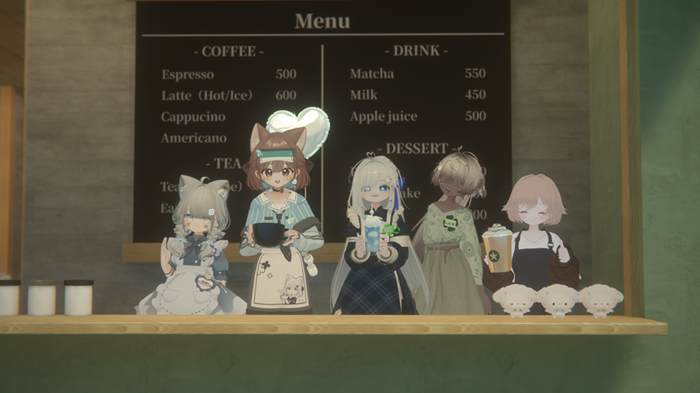 Menu
- COFFEE -
Espresso 500
Latte（Hot/Ice） 600
Cappucino
Americano
- TEA
- DRINK -
Matcha 550
Milk 450
Apple juice 500
- DESSERT -